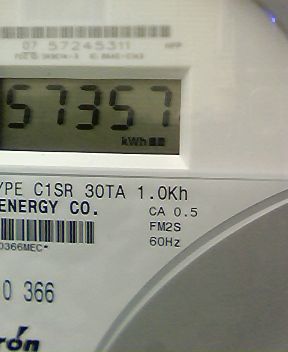 07 57245311
57357
kWh
YPE C1SR 30TA 1.0Kh
ENERGY CO.
CA 0.5
FM2S
60Hz
0366MEC*
0 366
rón